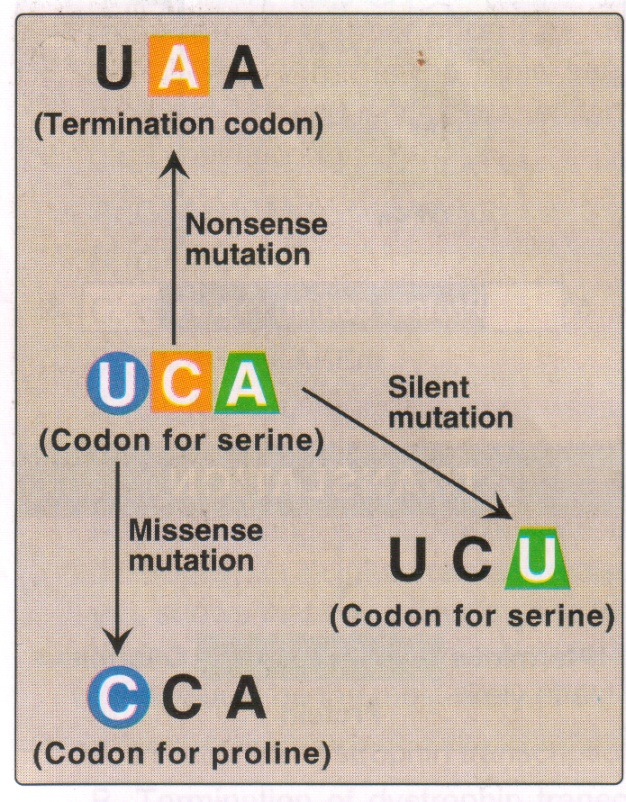 U A A
(Termination codon)
Nonsense
mutation
U C A
(Codon for serine)
Silent
mutation
Missense
mutation
U C U
(Codon for serine)
C C A
(Codon for proline)